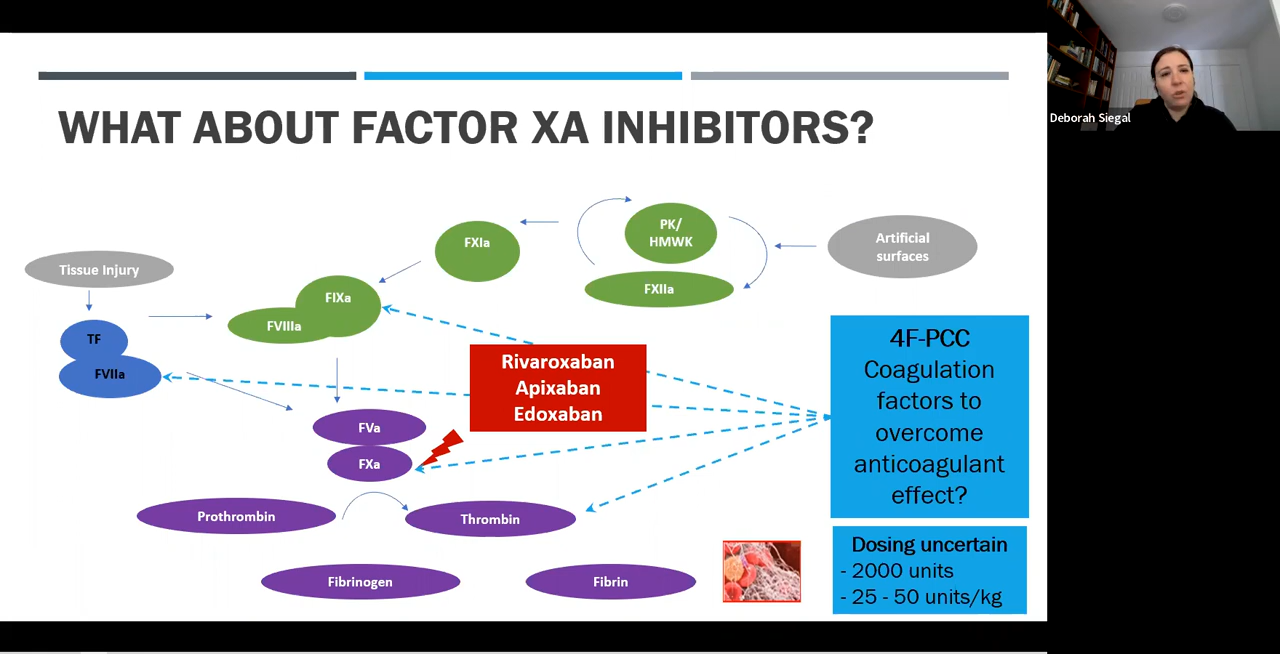 WHAT ABOUT FACTOR XA INHIBITORS?
Deborah Siegal
PK/
HMWK
FXIa
Artificial
surfaces
Tissue Injury
FXIIa
FIXa
FVIIIa
TF
FVIIa
Rivaroxaban
Apixaban
Edoxaban
4F-PCC
Coagulation
factors to
overcome
anticoagulant
effect?
FVa
FXa
Prothrombin
Thrombin
Fibrinogen
Fibrin
Dosing uncertain
- 2000 units
- 25 - 50 units/kg